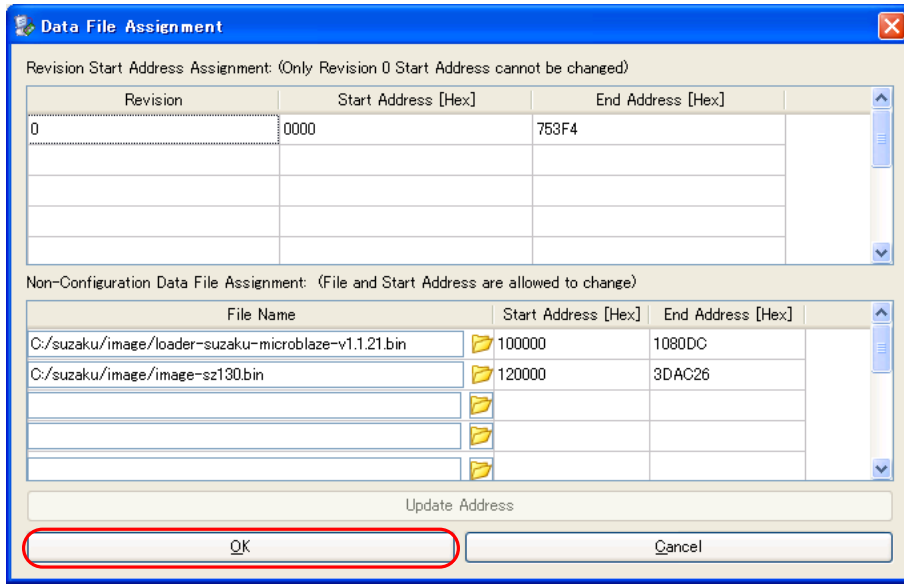 Data File Assignment
Revision Start Address Assignment: (Only Revision 0 Start Address cannot be changed)
Revision Start Address [Hex] End Address [Hex]
0 0000 753F4
Non-Configuration Data File Assignment: (File and Start Address are allowed to change)
File Name Start Address [Hex] End Address [Hex]
C:/suzaku/image/loader-suzaku-microblaze-v1.1.21.bin 100000 1080DC
C:/suzaku/image/image-sz130.bin 120000 3DAC26
Update Address
OK Cancel